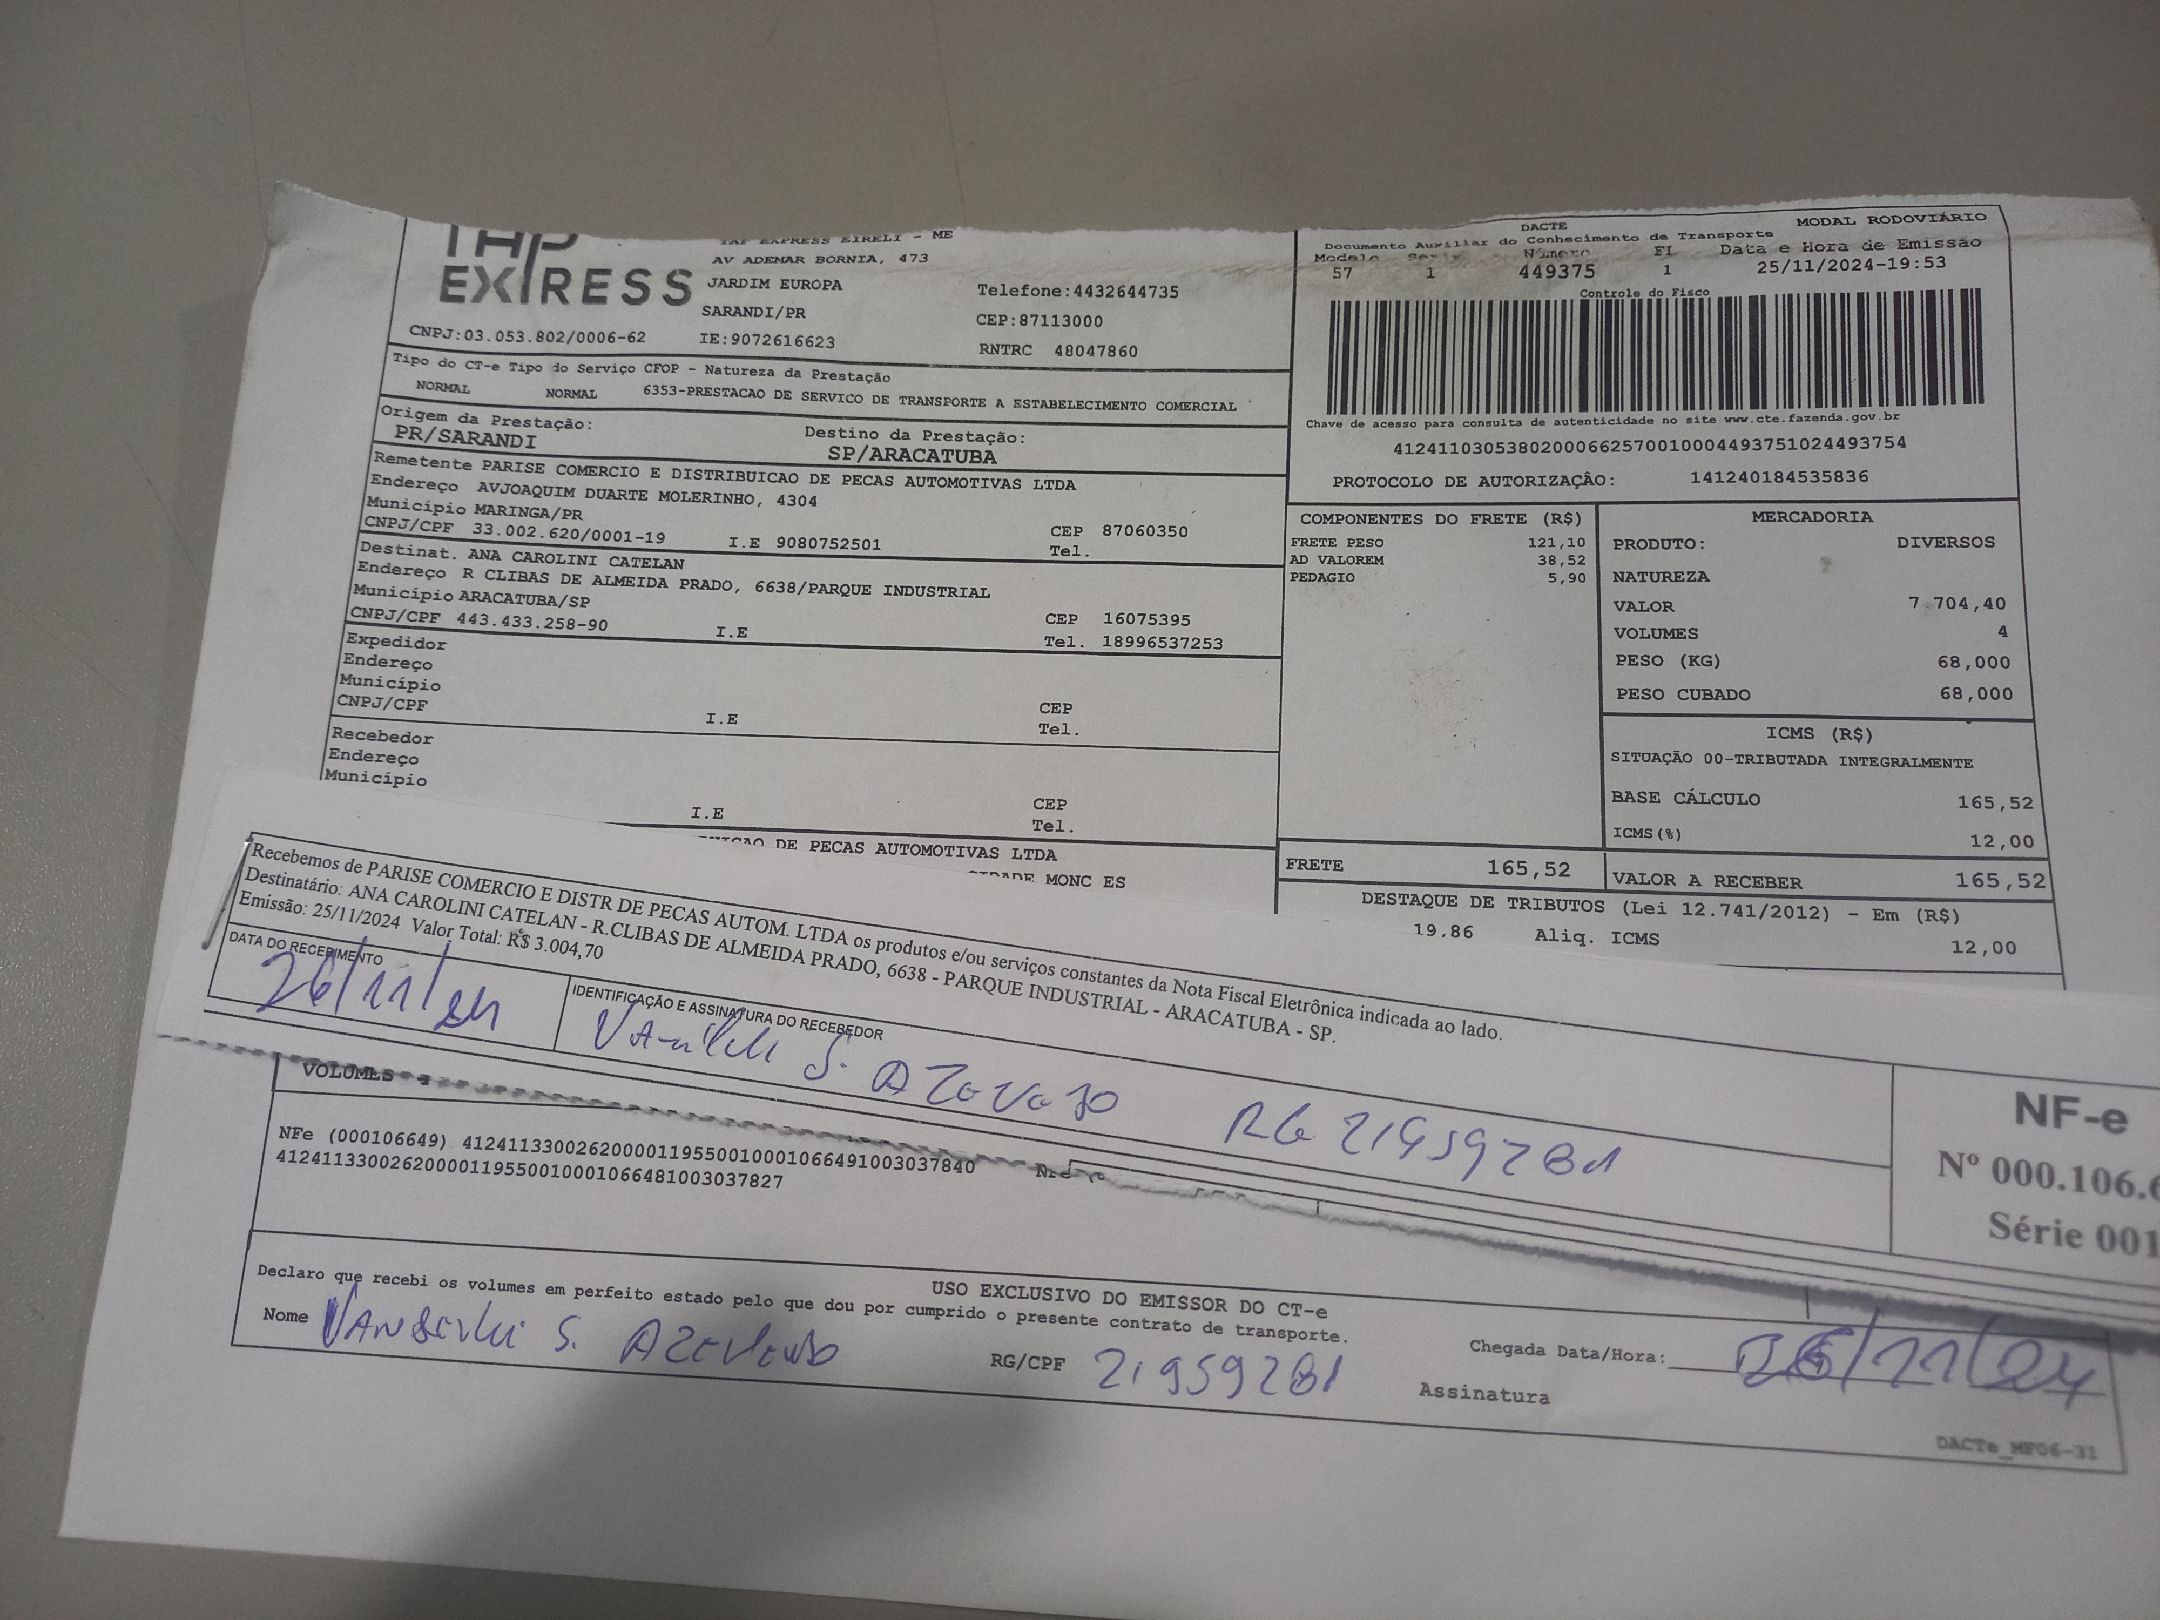 EXPRESS
EXPRESS EIRELI - ME
AV ADEMAR BORNIA, 473
JARDIM EUROPA
SARANDI/PR
CNPJ:03.053.802/0006-62
IE:9072616623
Telefone:4432644735
CEP:87113000
RNTRC 48047860
DACTE
MODAL RODOVIÁRIO
Documento Auxiliar do Conhecimento de Transporte
Modelo Número FI Data e Hora de Emissão
57 1 449375 1 25/11/2024-19:53
Controle do Fisco
Chave de acesso para consulta de autenticidade no site www.cte.fazenda.gov.br
41241103053802000662570010004493751024493754
PROTOCOLO DE AUTORIZAÇÂO: 141240184535836
Tipo do CT-e Tipo do Serviço CFOP - Natureza da Prestação
NORMAL NORMAL 6353-PRESTACAO DE SERVICO DE TRANSPORTE A ESTABELECIMENTO COMERCIAL
Origem da Prestação: Destino da Prestação:
PR/SARANDI SP/ARACATUBA
Remetente PARISE COMERCIO E DISTRIBUICAO DE PECAS AUTOMOTIVAS LTDA
Endereço AVJOAQUIM DUARTE MOLERINHO, 4304
Município MARINGA/PR CEP 87060350
CNPJ/CPF 33.002.620/0001-19 I.E 9080752501 Tel.
Destinat. ANA CAROLINI CATELAN
Endereço R CLIBAS DE ALMEIDA PRADO, 6638/PARQUE INDUSTRIAL
Município ARACATUBA/SP CEP 16075395
CNPJ/CPF 443.433.258-90 I.E Tel. 18996537253
Expedidor
Endereço
Município CEP
CNPJ/CPF I.E Tel.
Recebedor
Endereço
Município CEP
I.E Tel.
DE PECAS AUTOMOTIVAS LTDA
MONC ES
COMPONENTES DO FRETE (R$)
FRETE PESO 121,10
AD VALOREM 38,52
PEDAGIO 5,90
MERCADORIA
PRODUTO: DIVERSOS
NATUREZA
VALOR 7 704,40
VOLUMES 4
PESO (KG) 68,000
PESO CUBADO 68,000
ICMS (R$)
SITUAÇÃO 00-TRIBUTADA INTEGRALMENTE
BASE CÁLCULO 165,52
ICMS(%) 12,00
FRETE 165,52 VALOR A RECEBER 165,52
DESTAQUE DE TRIBUTOS (Lei 12.741/2012) - Em (R$)
19.86 Aliq. ICMS 12,00
Recebemos de PARISE COMERCIO E DISTR DE PECAS AUTOM. LTDA os produtos e/ou serviços constantes da Nota Fiscal Eletrônica indicada ao lado.
Destinatário: ANA CAROLINI CATELAN - R.CLIBAS DE ALMEIDA PRADO, 6638 - PARQUE INDUSTRIAL - ARACATUBA - SP.
Emissão: 25/11/2024 Valor Total: R$ 3.004,70
DATA DO RECEBIMENTO IDENTIFICAÇÃO E ASSINATURA DO RECEBEDOR
26/11/24 S. Azevedo RG 21959281
NF-e
Nº 000.106.6
Série 001
VOLUMES
NFe (000106649) 41241133002620000119550010001066491003037840
41241133002620000119550010001066481003037827
USO EXCLUSIVO DO EMISSOR DO CT-e
Declaro que recebi os volumes em perfeito estado pelo que dou por cumprido o presente contrato de transporte.
Nome Vanderlei S. Azevedo RG/CPF 21959281 Chegada Data/Hora: 26/11/24
Assinatura
DACTe_MF06-31